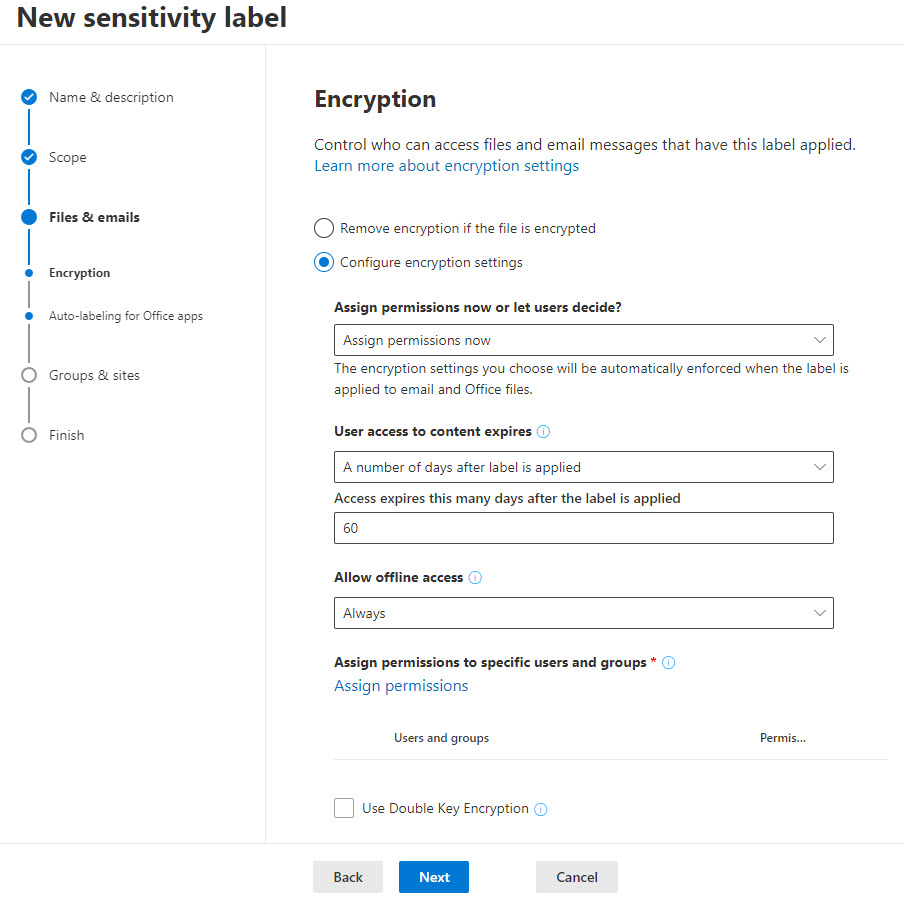 New sensitivity label
Name & description
Scope
Files & emails
Encryption
Auto-labeling for Office apps
Groups & sites
Finish
Encryption
Control who can access files and email messages that have this label applied.
Learn more about encryption settings
Remove encryption if the file is encrypted
Configure encryption settings
Assign permissions now or let users decide?
Assign permissions now
The encryption settings you choose will be automatically enforced when the label is
applied to email and Office files.
User access to content expires
A number of days after label is applied
Access expires this many days after the label is applied
60
Allow offline access
Always
Assign permissions to specific users and groups *
Assign permissions
Users and groups Permis...
Use Double Key Encryption
Back Next Cancel